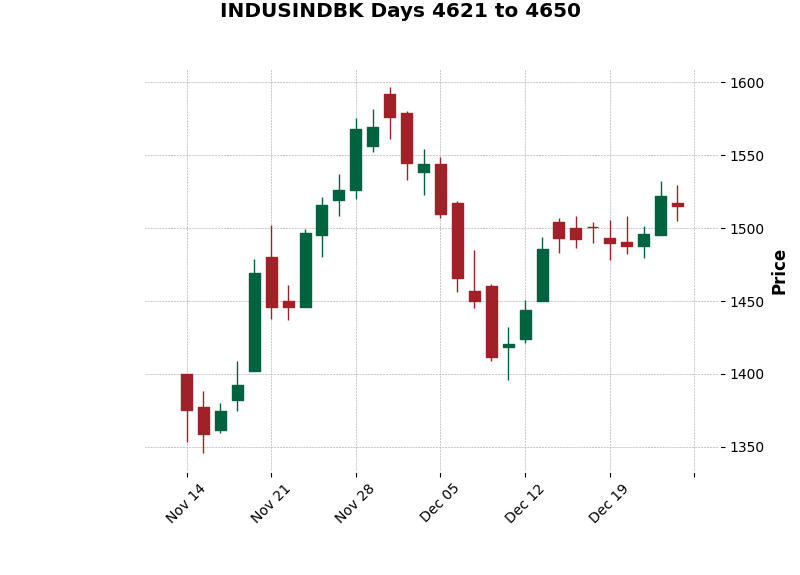 INDUSINDBK Days 4621 to 4650
1600
1550
1500
1450
1400
1350
Price
Nov 14
Nov 21
Nov 28
Dec 05
Dec 12
Dec 19